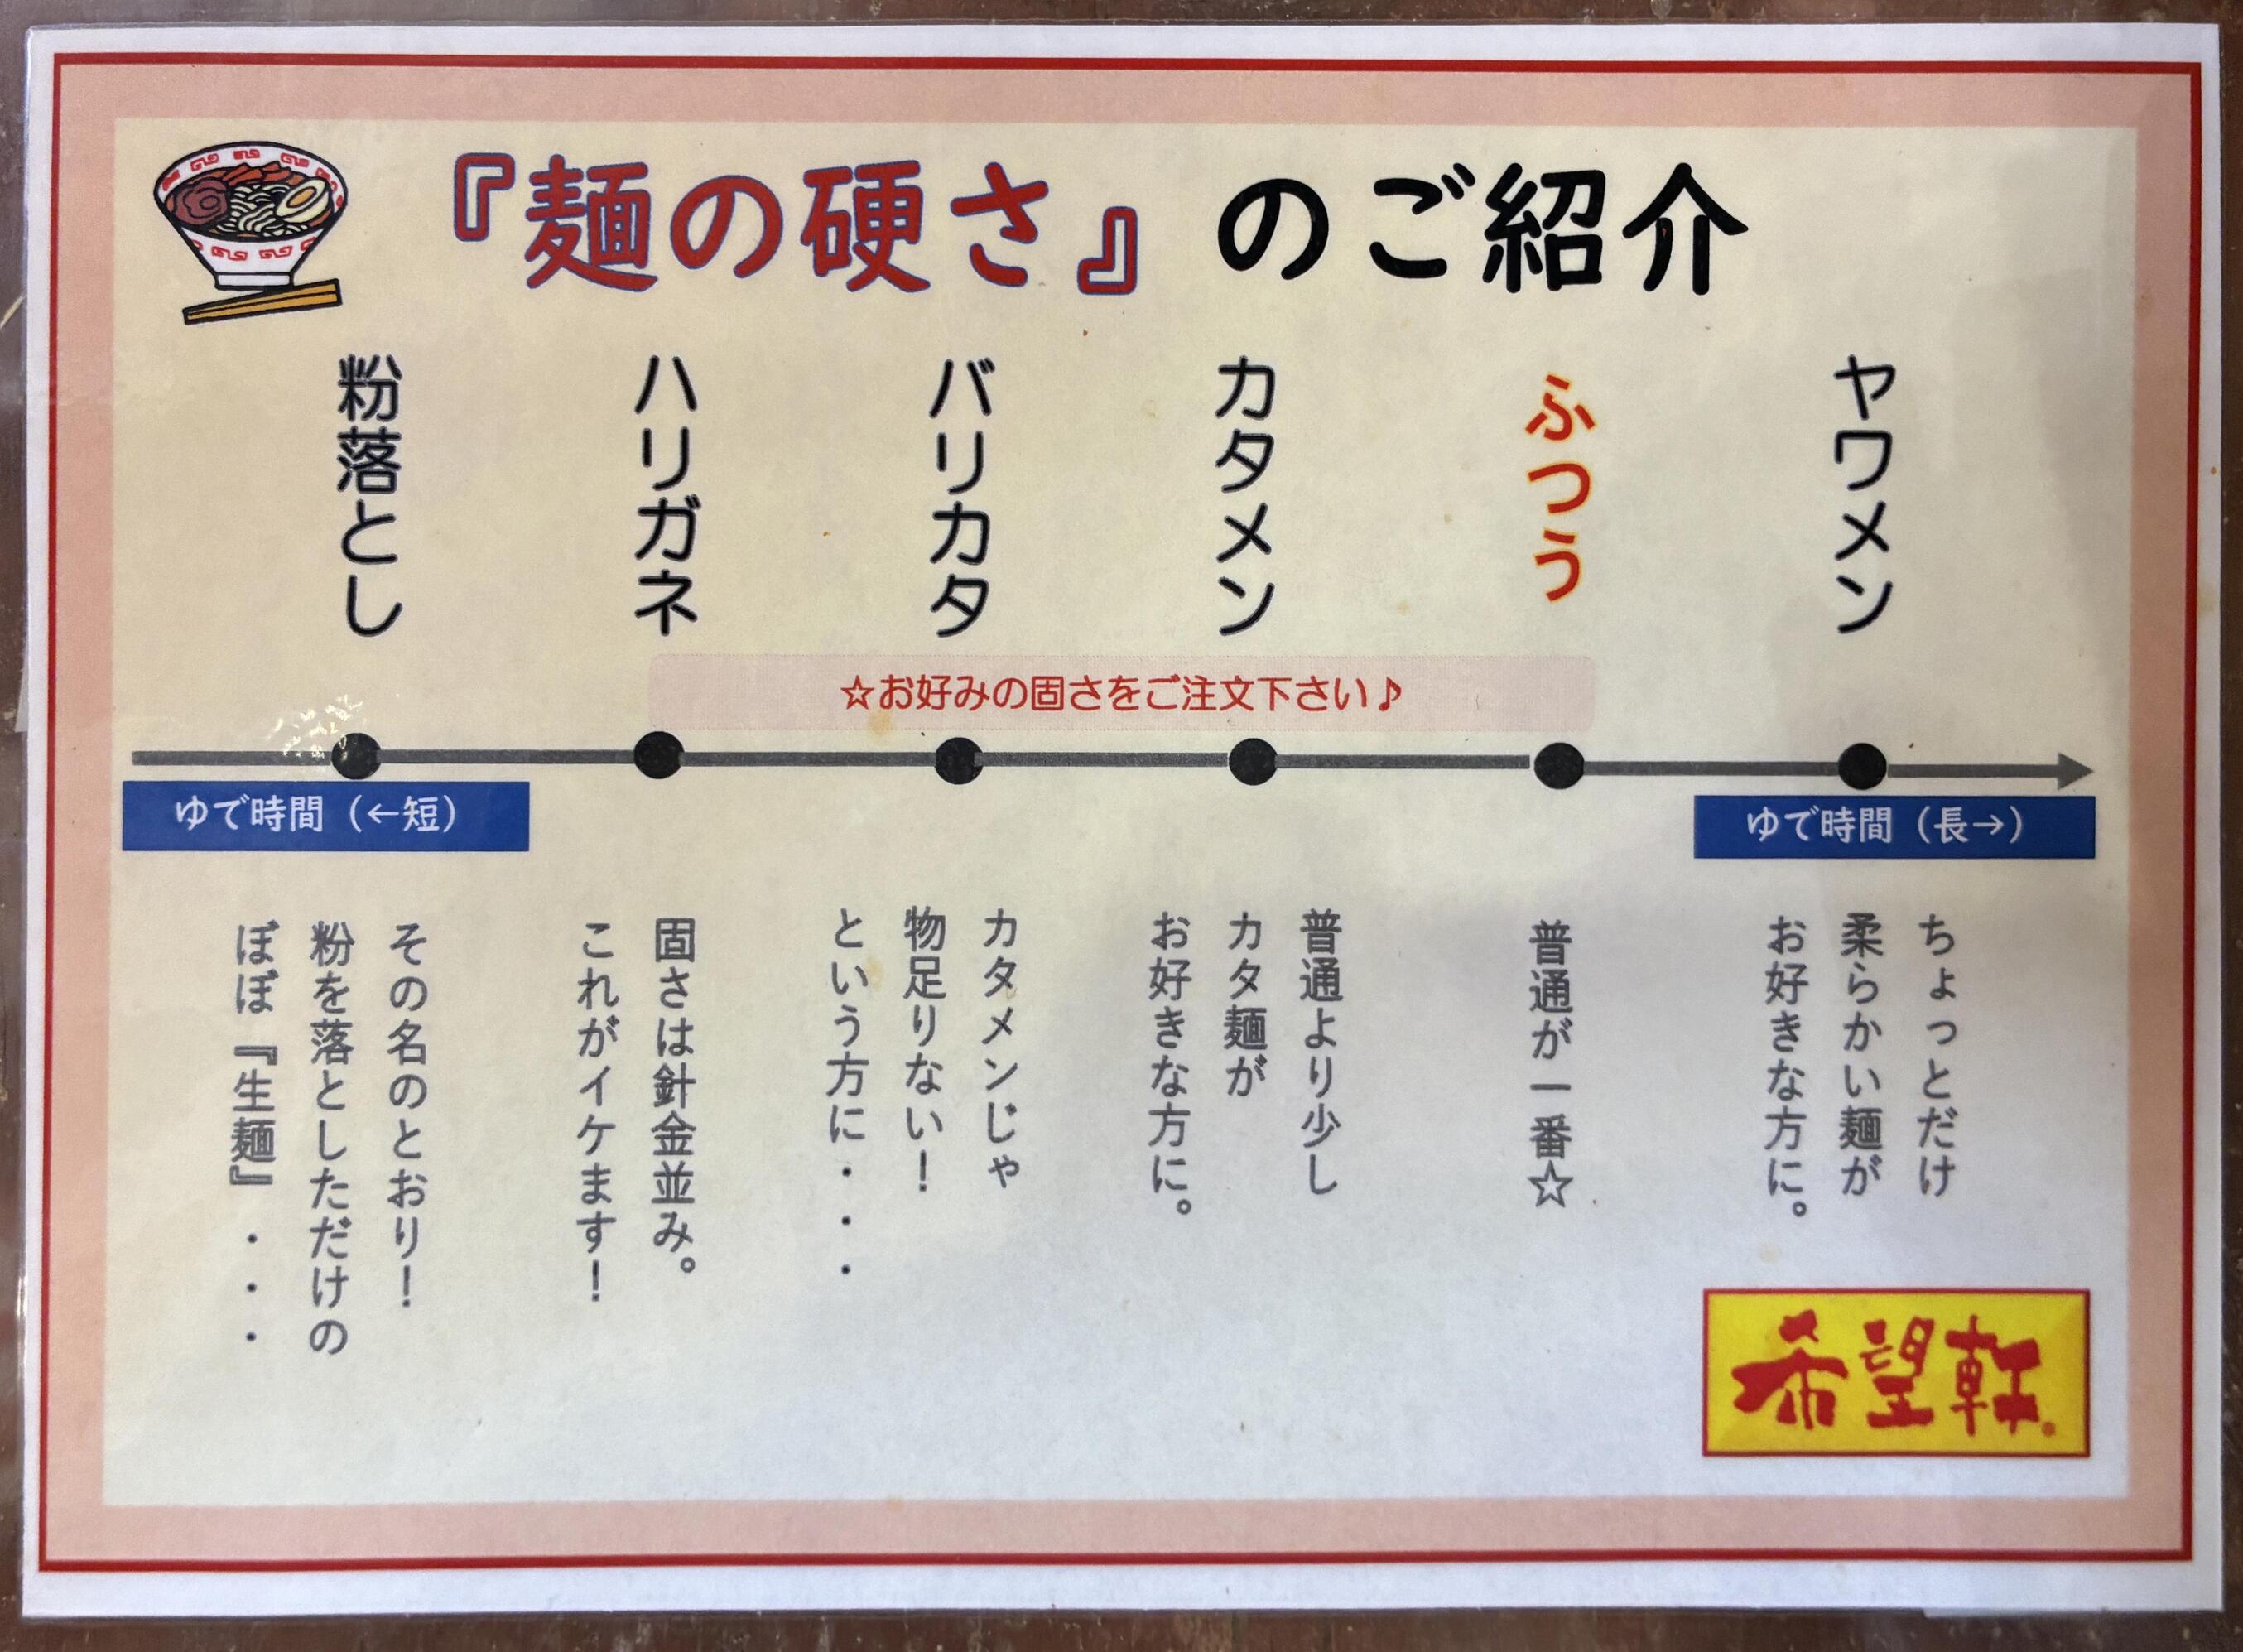 『麺の硬さ』のご紹介
粉落とし
ハリガネ
バリカタ
カタメン
ふつう
ヤワメン
☆お好みの固さをご注文下さい♪
ゆで時間（←短）
ゆで時間（長→）
その名のとおり！
粉を落としただけの
ぼぼ『生麺』・・・
固さは針金並み。
これがイケます！
カタメンじゃ
物足りない！
という方に・・・
普通より少し
カタ麺が
お好きな方に。
普通が一番☆
ちょっとだけ
柔らかい麺が
お好きな方に。
希望軒